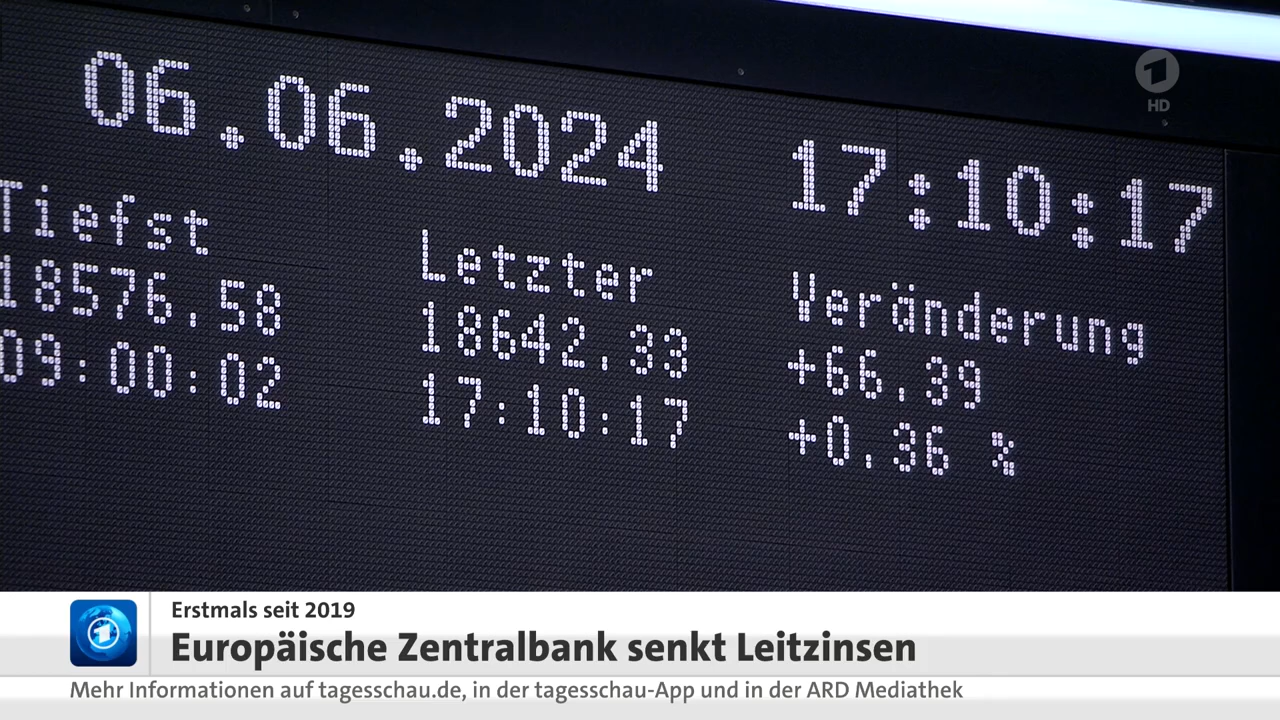 HD
06.06.2024 17:10:17
Tiefst Letzter Veränderung
18576.58 18642.33 +66.39
09:00:02 17:10:17 +0.36 %
Erstmals seit 2019
Europäische Zentralbank senkt Leitzinsen
Mehr Informationen auf tagesschau.de, in der tagesschau-App und in der ARD Mediathek